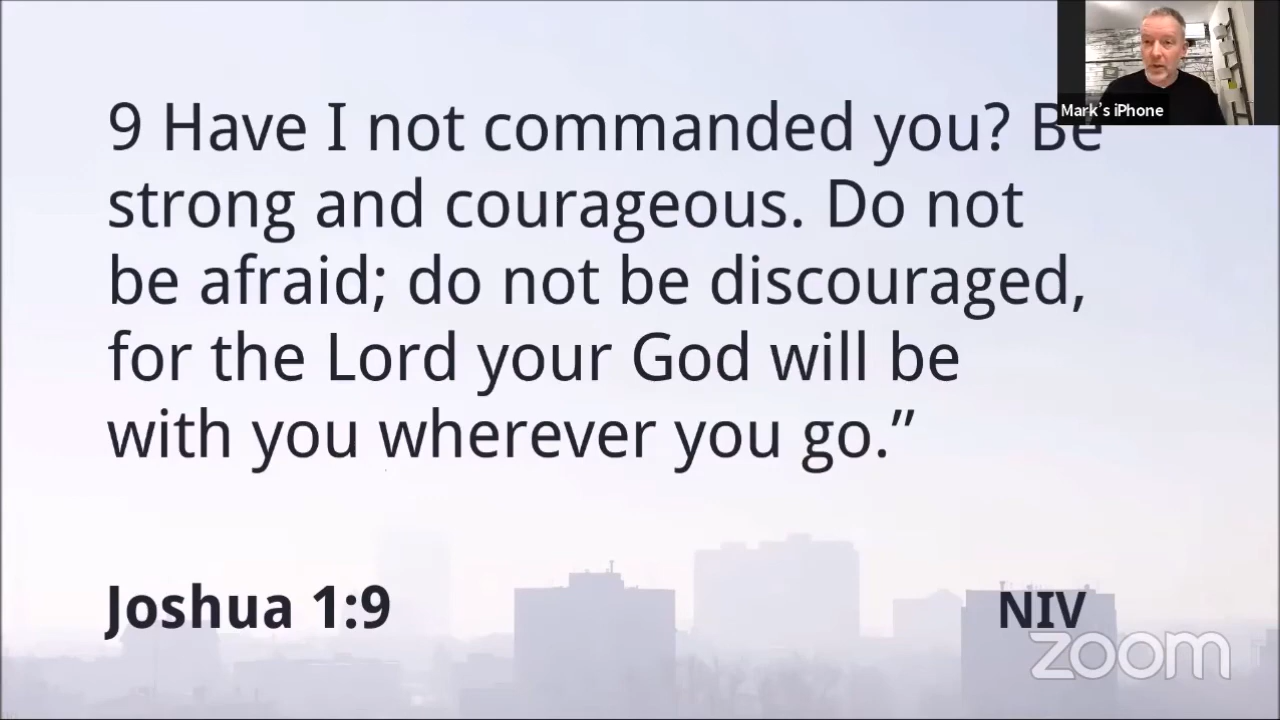 9 Have I not commanded you? Be
strong and courageous. Do not
be afraid; do not be discouraged,
for the Lord your God will be
with you wherever you go.”
Joshua 1:9
NIV
zoom
Mark’s iPhone